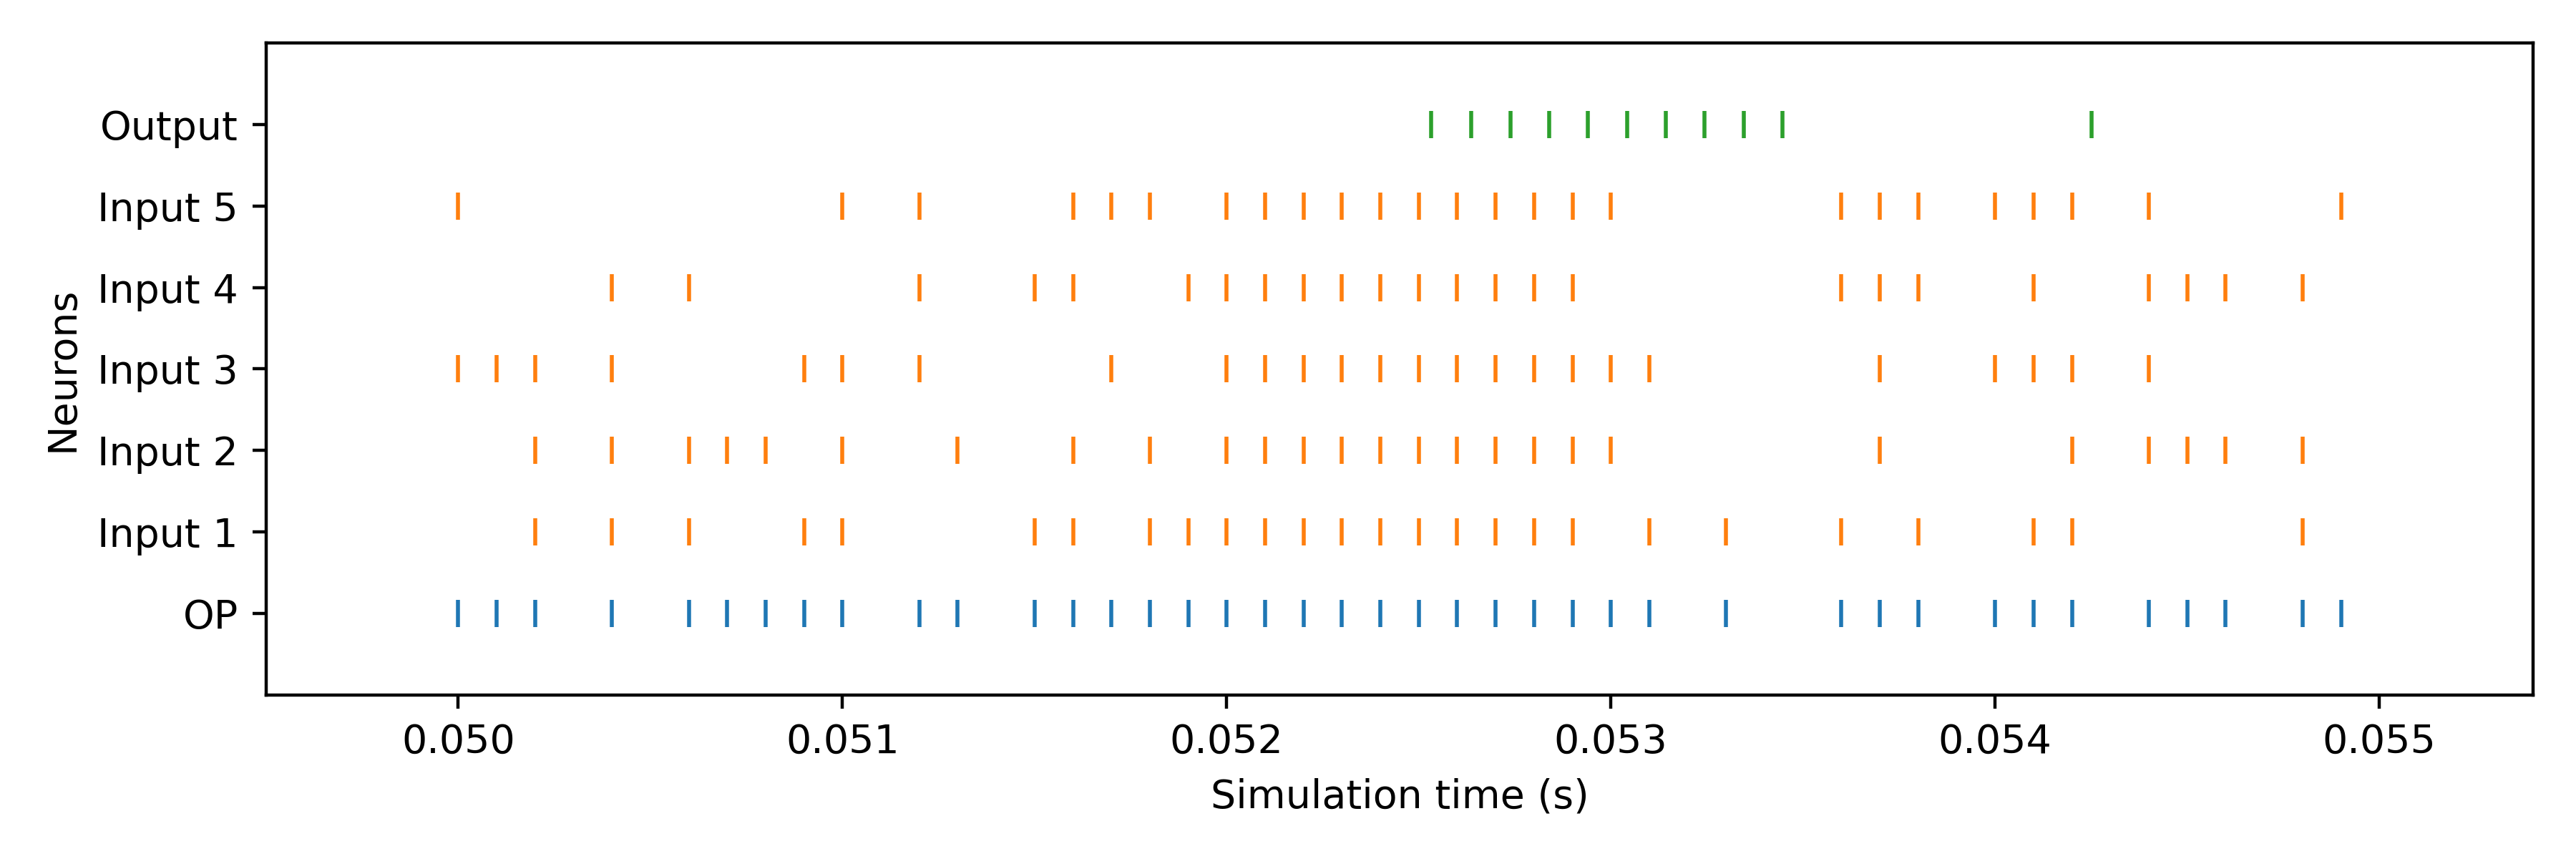 Output
Input 5
Input 4
Input 3
Input 2
Input 1
OP
Neurons
0.050 0.051 0.052 0.053 0.054 0.055
Simulation time (s)